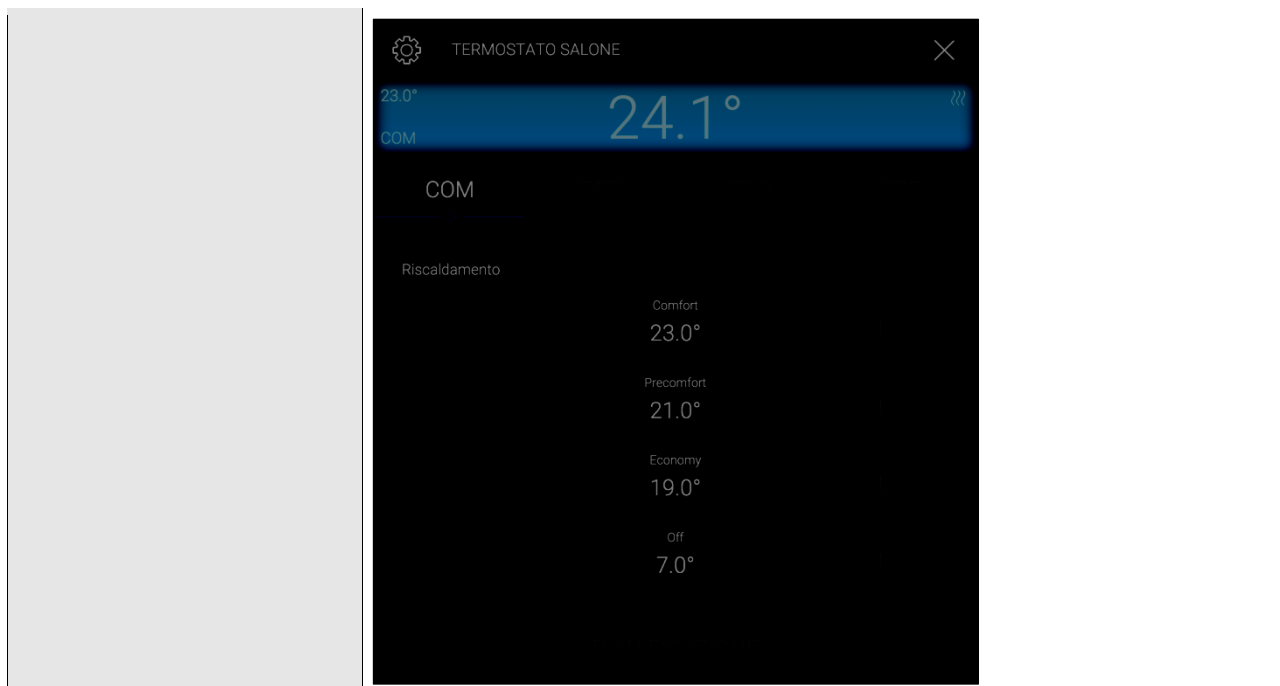 TERMOSTATO SALONE
23.0°
24.1°
COM
COM
Riscaldamento
Comfort
23.0°
Precomfort
21.0°
Economy
19.0°
Off
7.0°